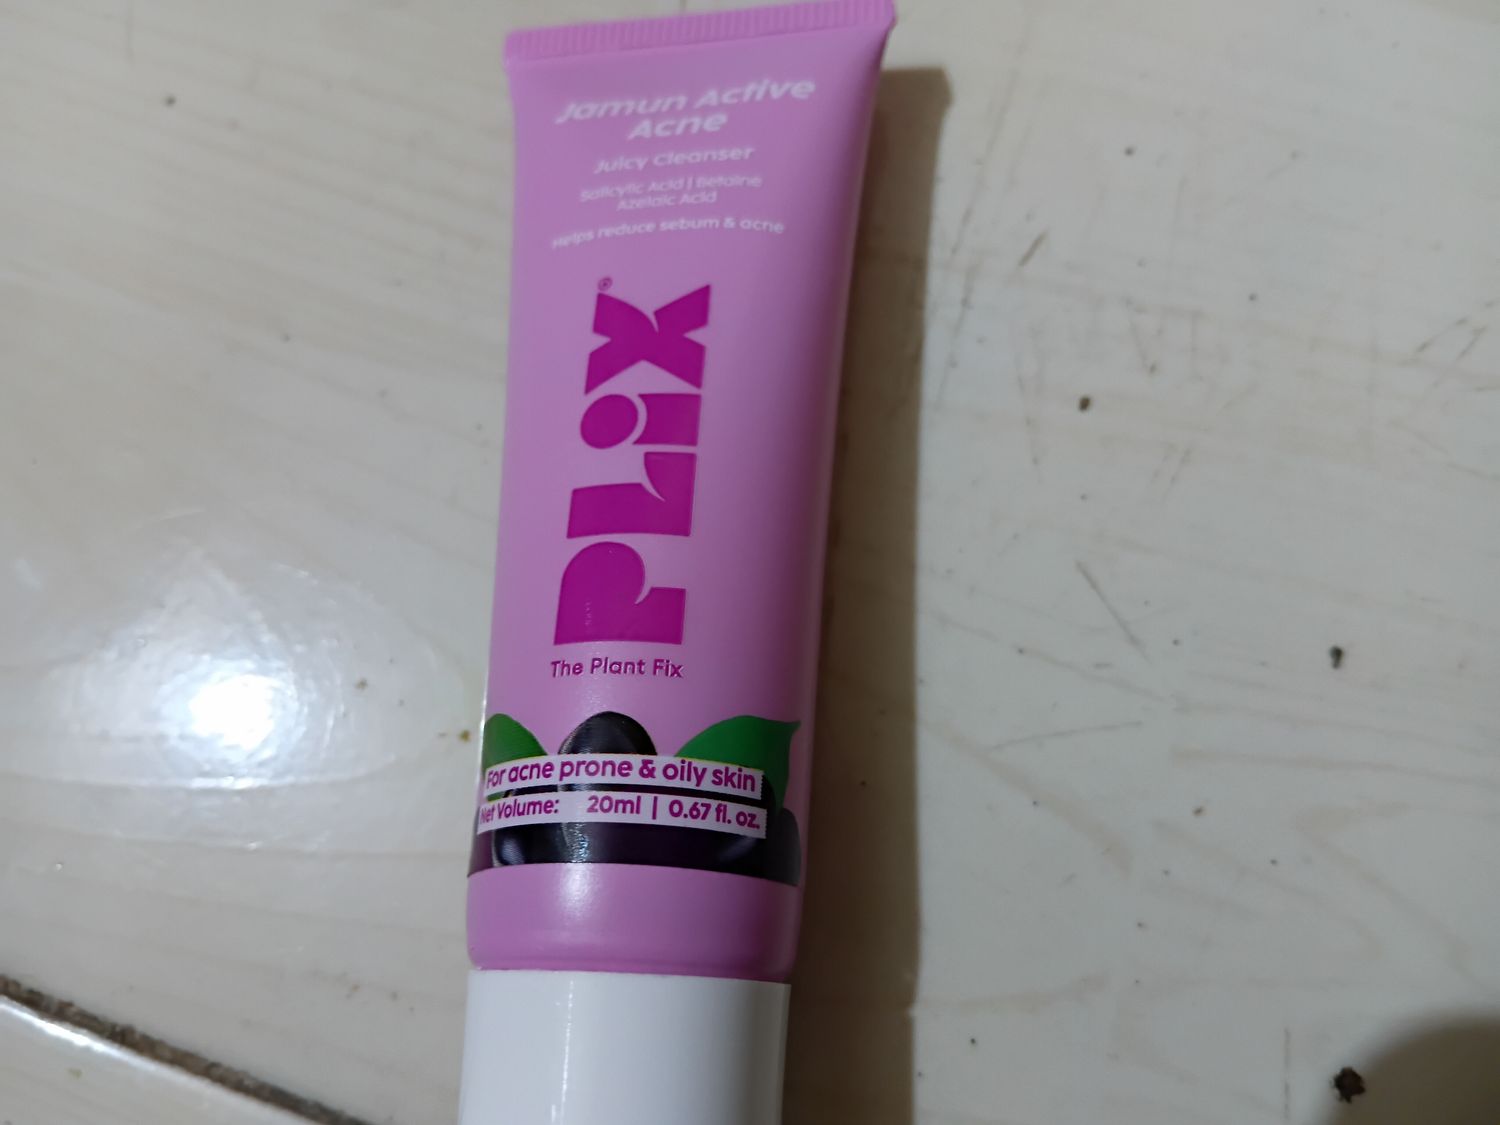 Jamun Active
Acne
Juicy Cleanser
Salicylic Acid | Betaine
Azelaic Acid
Helps reduce sebum & acne
PLiX®
The Plant Fix
For acne prone & oily skin
Net Volume: 20ml | 0.67 fl. oz.